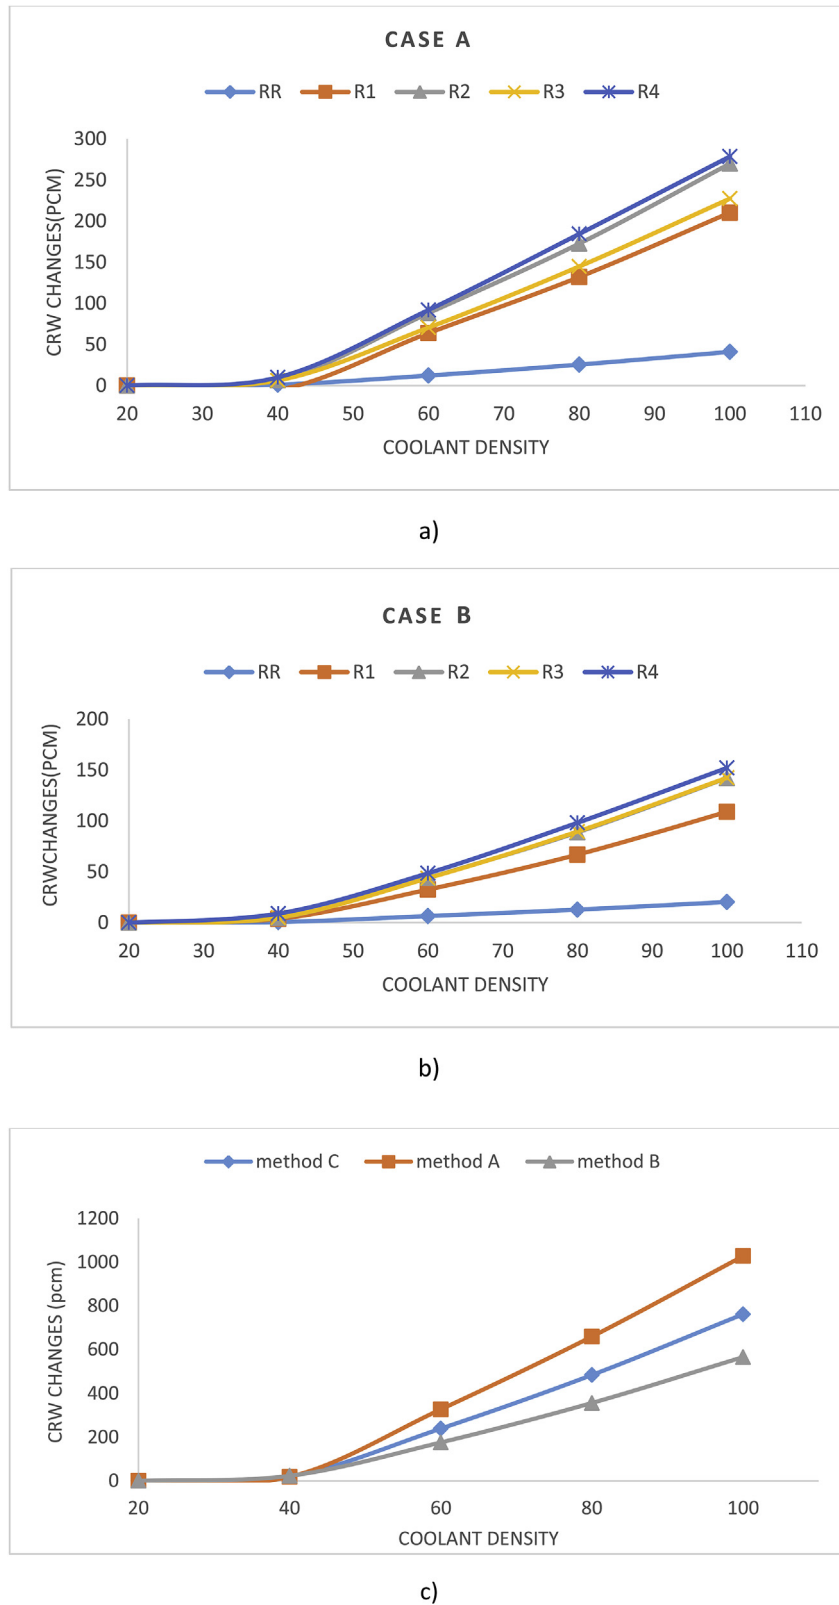 CASE A
RR R1 R2 R3 R4
300
250
200
150
100
50
0
CRW CHANGES(PCM)
20 30 40 50 60 70 80 90 100 110
COOLANT DENSITY
a)
CASE B
RR R1 R2 R3 R4
200
150
100
50
0
CRWCHANGES(PCM)
20 30 40 50 60 70 80 90 100 110
COOLANT DENSITY
b)
method C method A method B
1200
1000
800
600
400
200
0
CRW CHANGES (pcm)
20 40 60 80 100
COOLANT DENSITY
c)